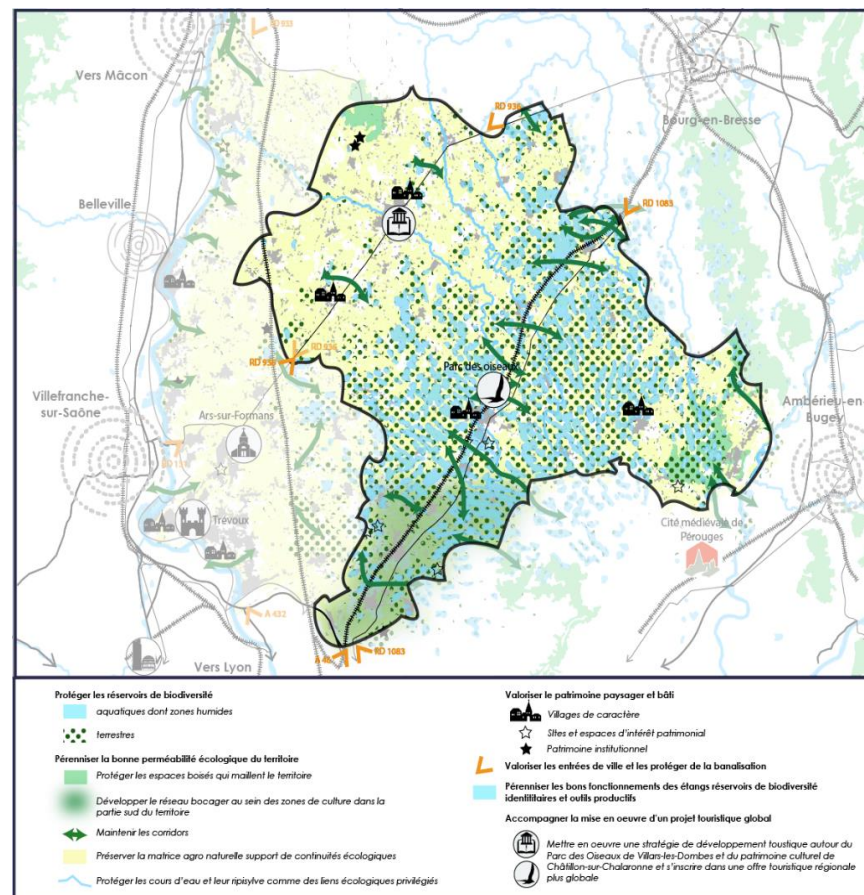 RD 933
Vers Mâcon
RD 936
Bourg-en-Bresse
Belleville
RD 1083
RD 936
RD 936
Parc des oiseaux
Villefranche-
sur-Saône
Ars-sur-Formans
Ambérieu-en-
Bugey
Trévoux
Cité médiévale de
Pérouges
A 432
Vers Lyon
A 46
RD 1083
Protéger les réservoirs de biodiversité
aquatiques dont zones humides
terrestres
Pérenniser la bonne perméabilité écologique du territoire
Protéger les espaces boisés qui maillent le territoire
Développer le réseau bocager au sein des zones de culture dans la
partie sud du territoire
Maintenir les corridors
Préserver la matrice agro naturelle support de continuités écologiques
Protéger les cours d'eau et leur ripisylve comme des liens écologiques privilégiés
Valoriser le patrimoine paysager et bâti
Villages de caractère
SItes et espaces d'intérêt patrimonial
Patrimoine institutionnel
Valoriser les entrées de ville et les protéger de la banalisation
Pérenniser les bons fonctionnements des étangs réservoirs de biodiversité
identititaires et outils productifs
Accompagner la mise en oeuvre d'un projet touristique global
Mettre en oeuvre une stratégie de développement toustique autour du
Parc des Oiseaux de Villars-les-Dombes et du patrimoine culturel de
Châtillon-sur-Chalaronne et s'inscrire dans une offre touristique régionale
plus globale